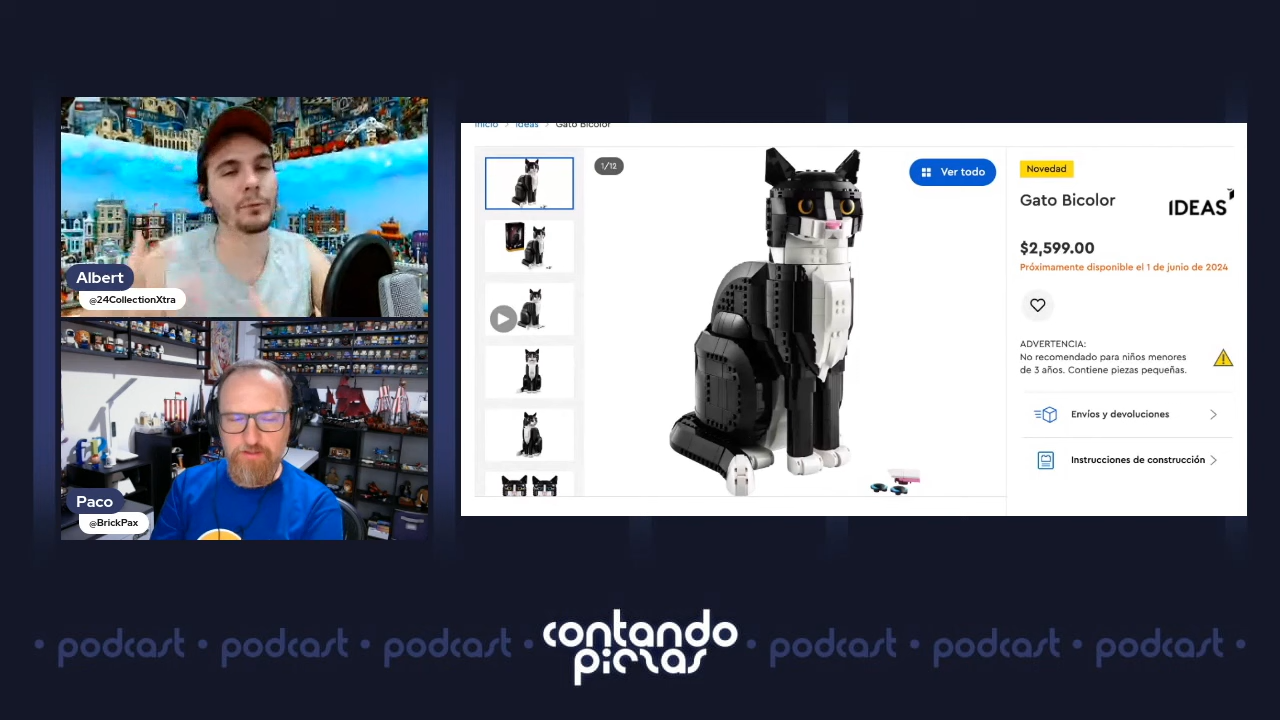 Albert
@24CollectionXtra
Paco
@BrickPax
Inicio > Ideas > Gato Bicolor
1/12
Ver todo
Novedad
Gato Bicolor
IDEAS
$2,599.00
Próximamente disponible el 1 de junio de 2024
ADVERTENCIA:
No recomendado para niños menores
de 3 años. Contiene piezas pequeñas.
Envíos y devoluciones
Instrucciones de construcción
• podcast • podcast • podcast • contando piezas • podcast • podcast • podcast •